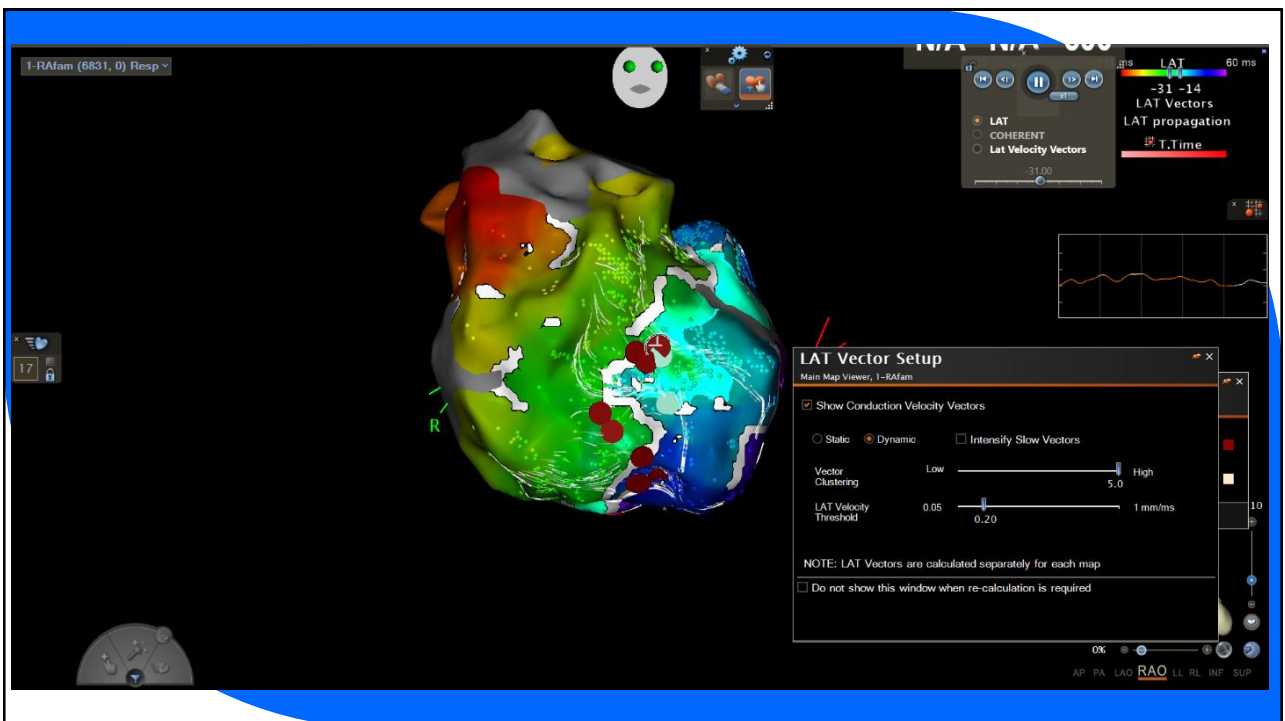 1-RAfam (6831, 0) Resp
N/A N/A
ms LAT 60 ms
-31 -14
LAT Vectors
LAT propagation
T.Time
x1
LAT
COHERENT
Lat Velocity Vectors
-31.00
17
R
LAT Vector Setup
Main Map Viewer, 1-RAfam
Show Conduction Velocity Vectors
Static Dynamic Intensify Slow Vectors
Vector Clustering Low High
5.0
LAT Velocity Threshold 0.05 1 mm/ms
0.20
NOTE: LAT Vectors are calculated separately for each map
Do not show this window when re-calculation is required
10
0%
AP PA LAO RAO LL RL INF SUP